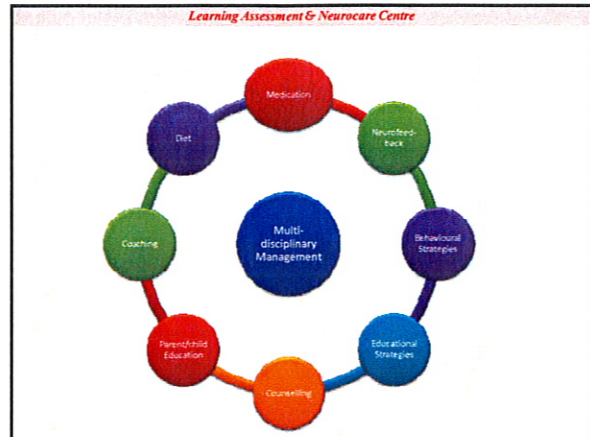 Learning Assessment & Neurocare Centre
Medication
Neurofeed-
back
Behavioural
Strategies
Educational
Strategies
Counselling
Parent/child
Education
Coaching
Diet
Multi-
disciplinary
Management